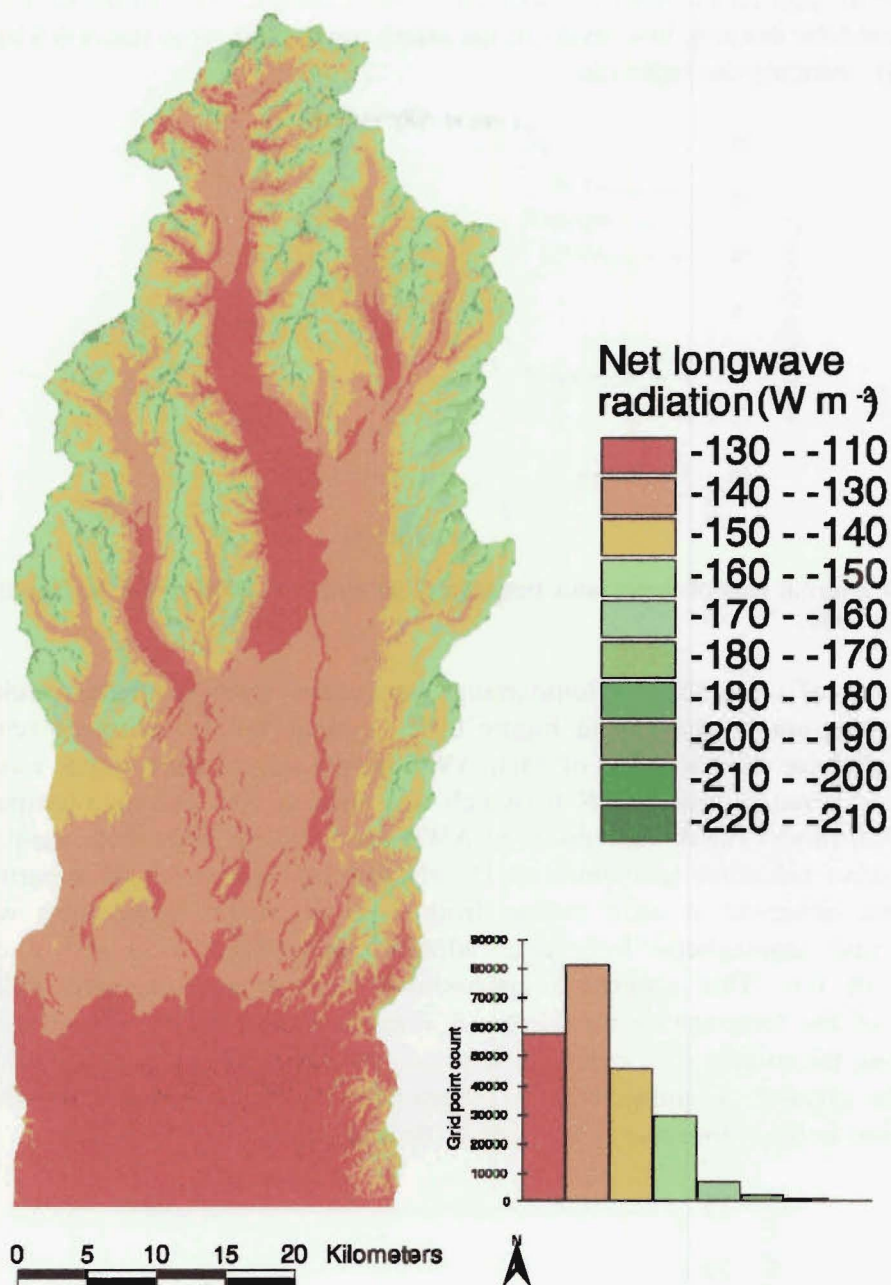 Net longwave
radiation(W m -2)
-130 - -110
-140 - -130
-150 - -140
-160 - -150
-170 - -160
-180 - -170
-190 - -180
-200 - -190
-210 - -200
-220 - -210
90000
80000
70000
60000
50000
40000
30000
20000
10000
0
Grid point count
N
0 5 10 15 20 Kilometers